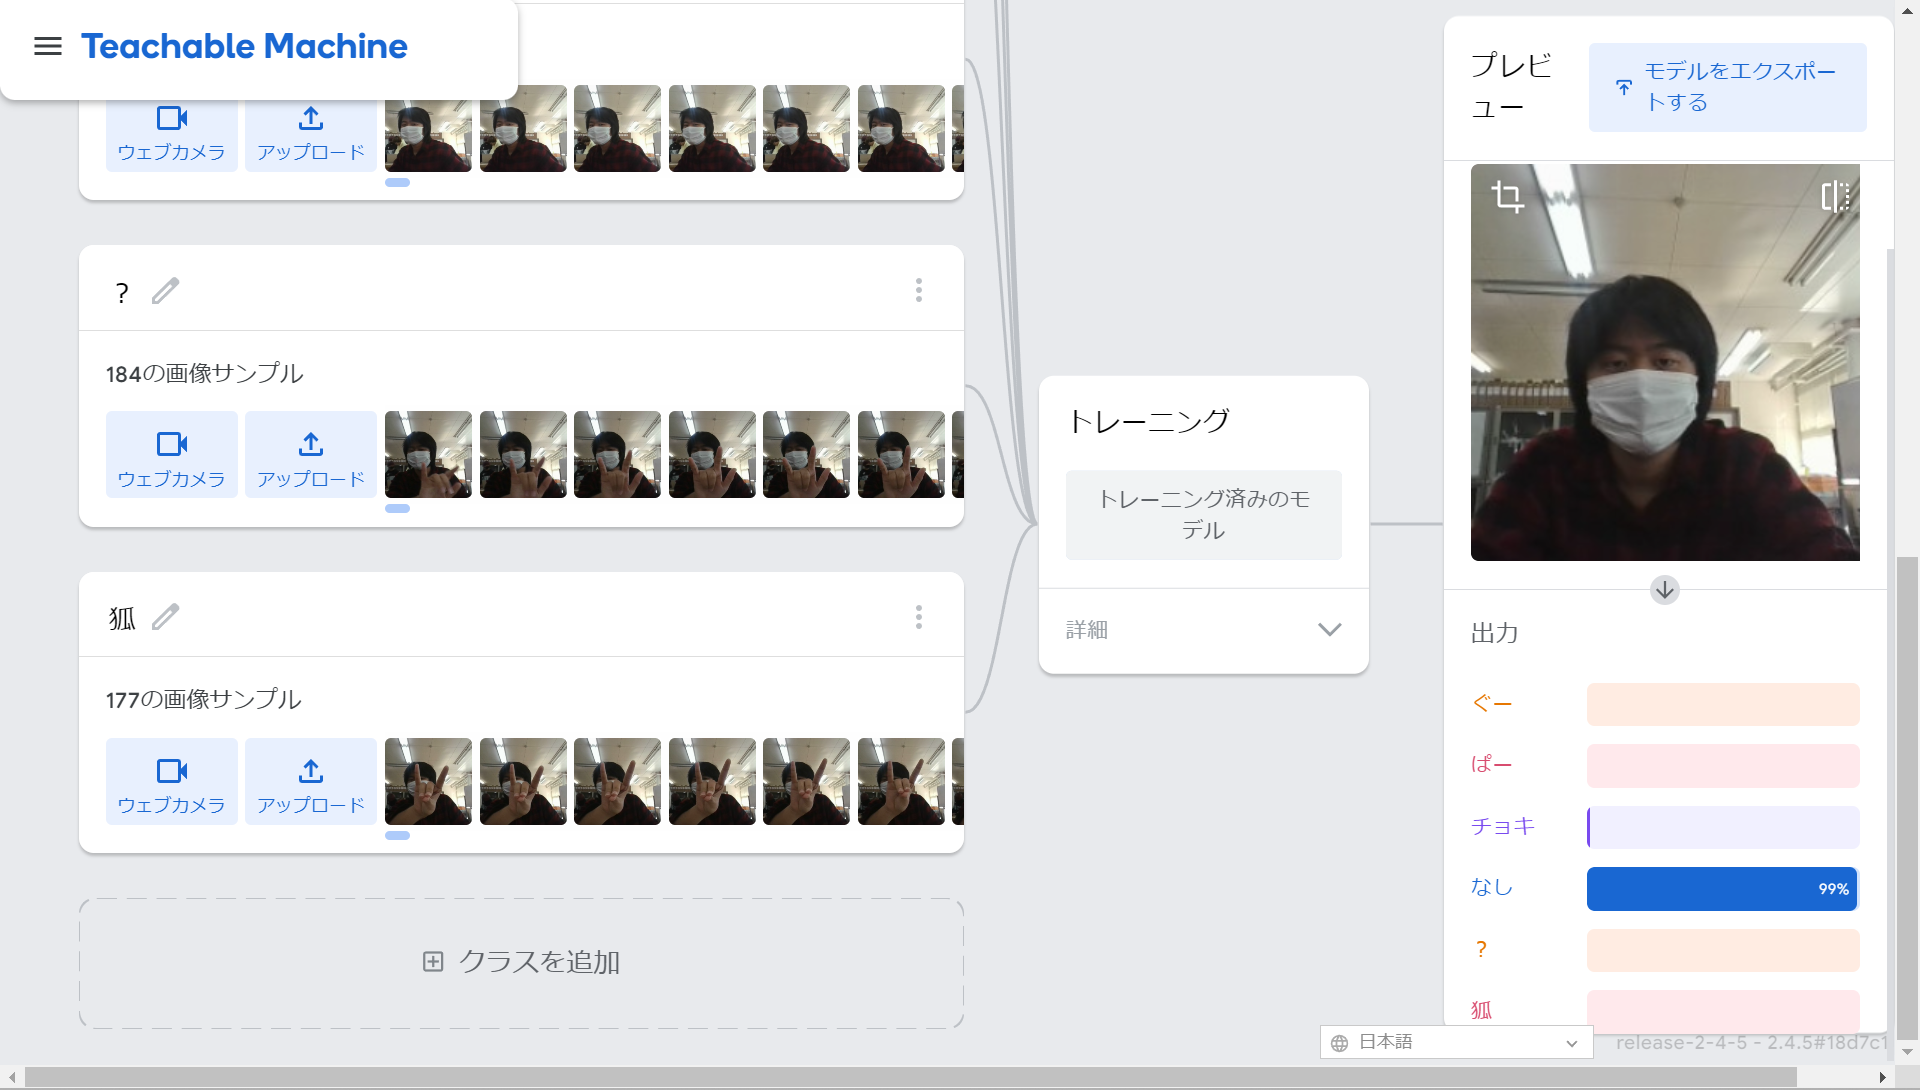 Teachable Machine
ウェブカメラ
アップロード
？
184の画像サンプル
ウェブカメラ
アップロード
狐
177の画像サンプル
ウェブカメラ
アップロード
クラスを追加
トレーニング
トレーニング済みのモ
デル
詳細
プレビ
ュー
モデルをエクスポー
トする
出力
ぐー
ぱー
チョキ
なし
99%
？
狐
日本語
release-2-4-5 - 2.4.5#18d7c1